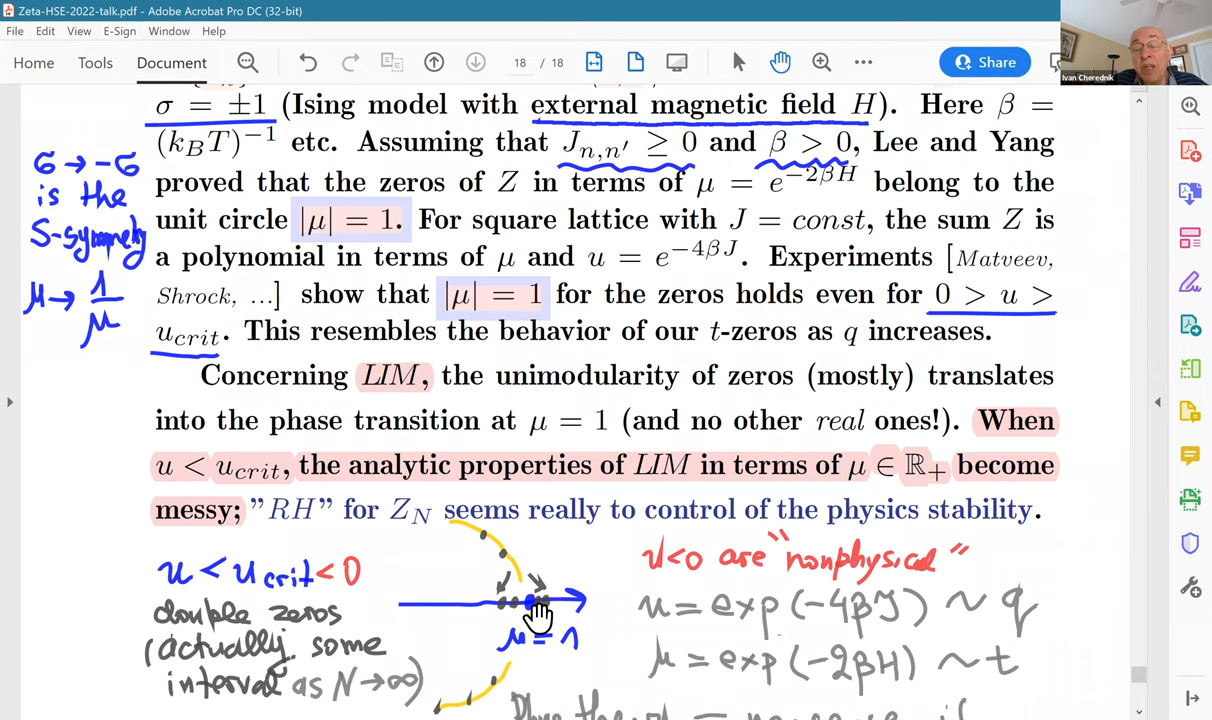 Zeta-HSE-2022-talk.pdf - Adobe Acrobat Pro DC (32-bit)
File Edit View E-Sign Window Help
Home Tools Document 18 / 18 Share
Ivan Cherednik
σ = ±1 (Ising model with external magnetic field H). Here β =
(k_BT)^{-1} etc. Assuming that J_{n,n′} ≥ 0 and β > 0, Lee and Yang
proved that the zeros of Z in terms of μ = e^{-2βH} belong to the
unit circle |μ| = 1. For square lattice with J = const, the sum Z is
a polynomial in terms of μ and u = e^{-4βJ}. Experiments [Matveev,
Shrock, ...] show that |μ| = 1 for the zeros holds even for 0 > u >
u_{crit}. This resembles the behavior of our t-zeros as q increases.
Concerning LIM, the unimodularity of zeros (mostly) translates
into the phase transition at μ = 1 (and no other real ones!). When
u < u_{crit}, the analytic properties of LIM in terms of μ ∈ ℝ_+ become
messy; "RH" for Z_N seems really to control of the physics stability.
σ → -σ
is the
S-symmety
μ → 1/μ
u < u_{crit} < 0
double zeros
(actually some
interval as N→∞)
μ = 1
u<0 are "nonphysical"
u = exp(-4βJ) ~ q
μ = exp(-2βH) ~ t